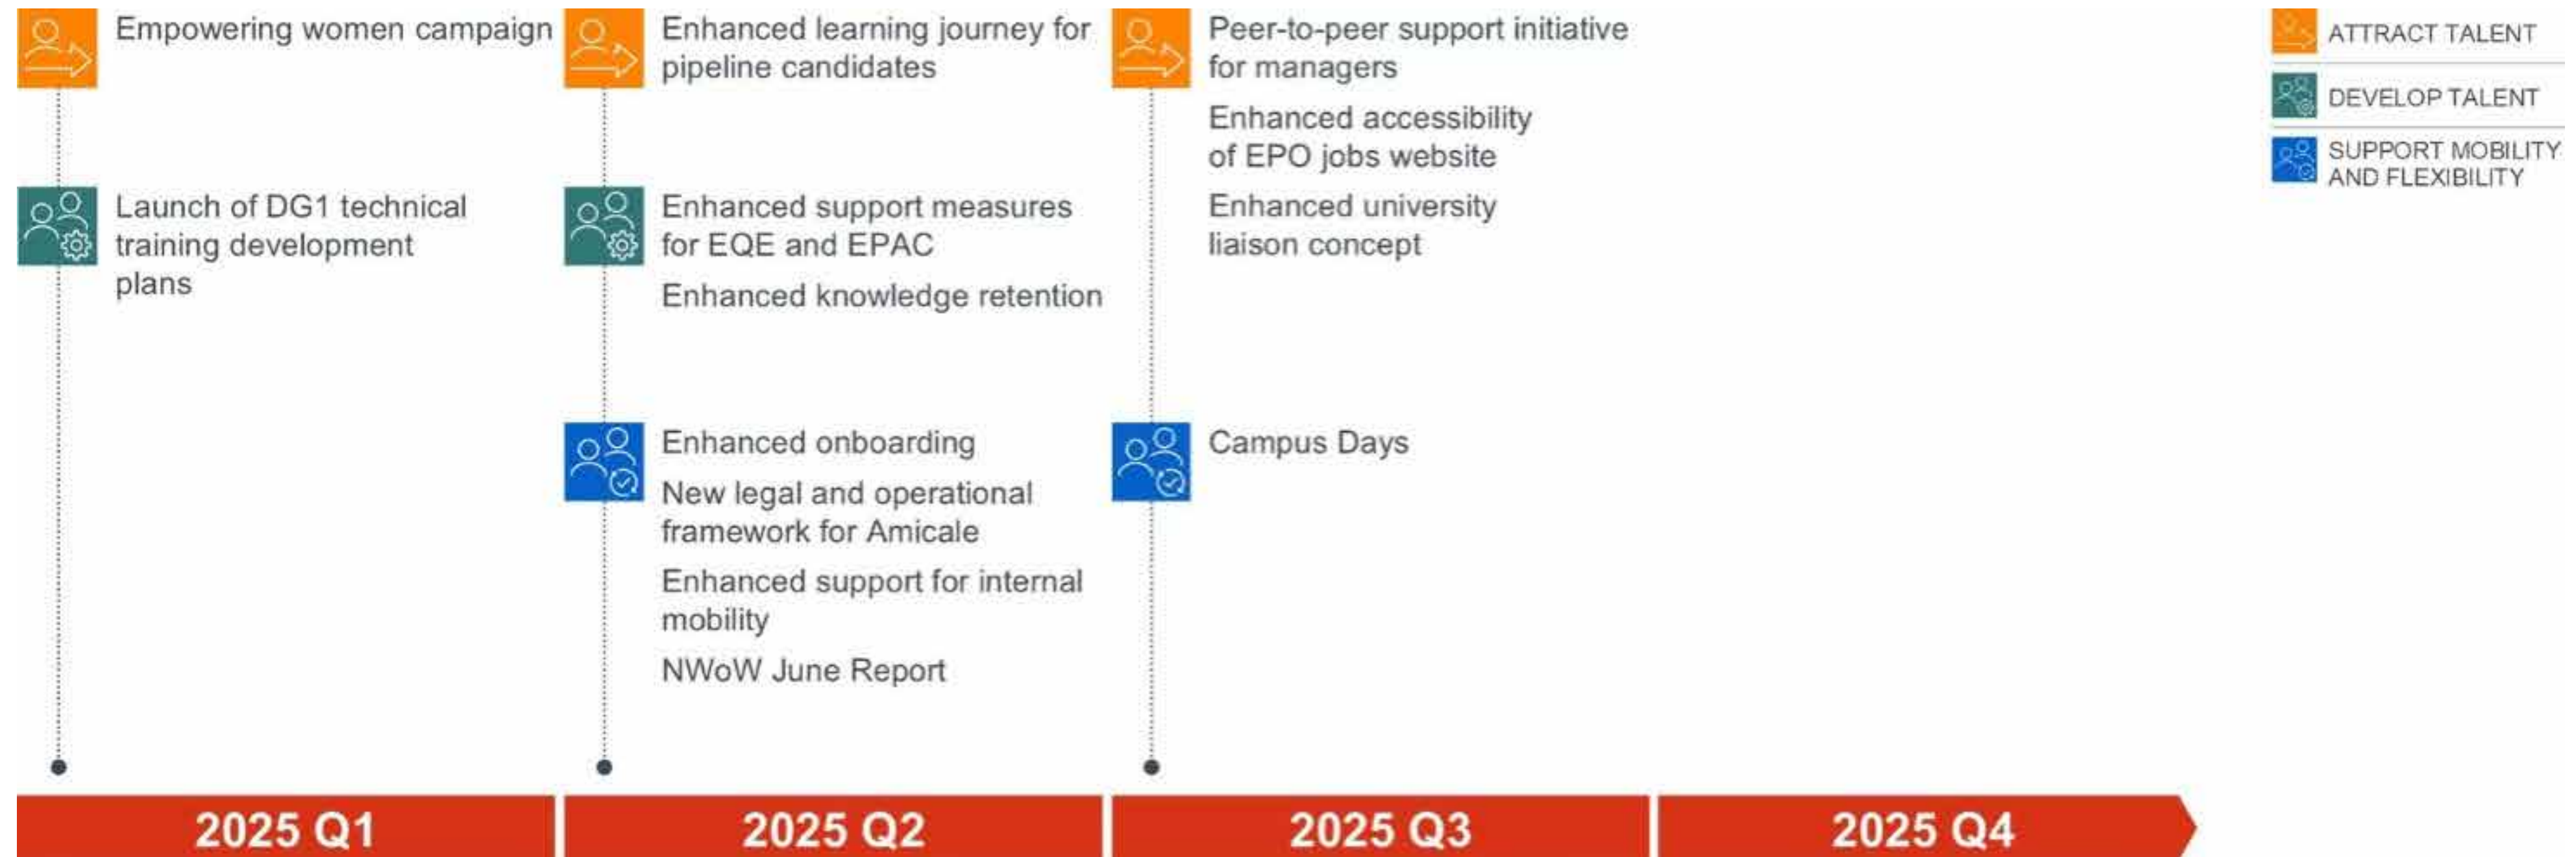 Empowering women campaign
Launch of DG1 technical
training development
plans
Enhanced learning journey for
pipeline candidates
Enhanced support measures
for EQE and EPAC
Enhanced knowledge retention
Enhanced onboarding
New legal and operational
framework for Amicale
Enhanced support for internal
mobility
NWoW June Report
Peer-to-peer support initiative
for managers
Enhanced accessibility
of EPO jobs website
Enhanced university
liaison concept
Campus Days
ATTRACT TALENT
DEVELOP TALENT
SUPPORT MOBILITY
AND FLEXIBILITY
2025 Q1
2025 Q2
2025 Q3
2025 Q4